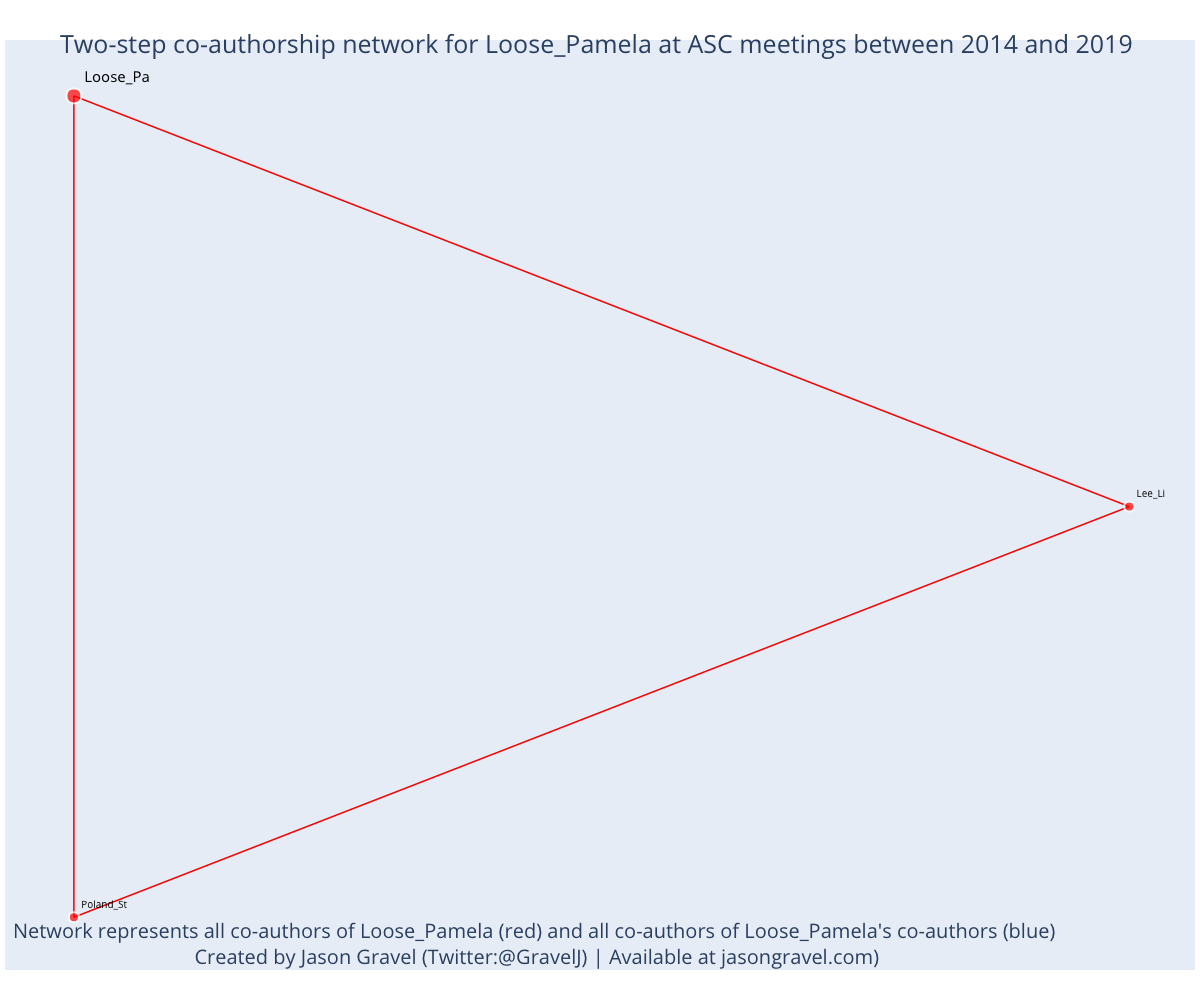 Two-step co-authorship network for Loose_Pamela at ASC meetings between 2014 and 2019
Loose_Pa
Lee_Li
Poland_St
Network represents all co-authors of Loose_Pamela (red) and all co-authors of Loose_Pamela's co-authors (blue)
Created by Jason Gravel (Twitter:@GravelJ) | Available at jasongravel.com)